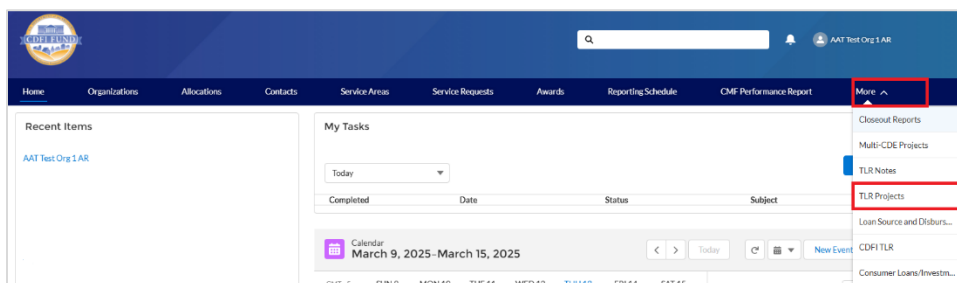 CDFI FUND
AAT Test Org 1 AR
Home Organizations Allocations Contacts Service Areas Service Requests Awards Reporting Schedule CMF Performance Report More
Recent Items
My Tasks
Closeout Reports
Multi-CDE Projects
AAT Test Org 1 AR
Today
TLR Notes
Completed Date Status Subject
TLR Projects
Loan Source and Disburs...
Calendar
March 9, 2025–March 15, 2025
Today
New Event
CDFI TLR
Consumer Loans/Investm...